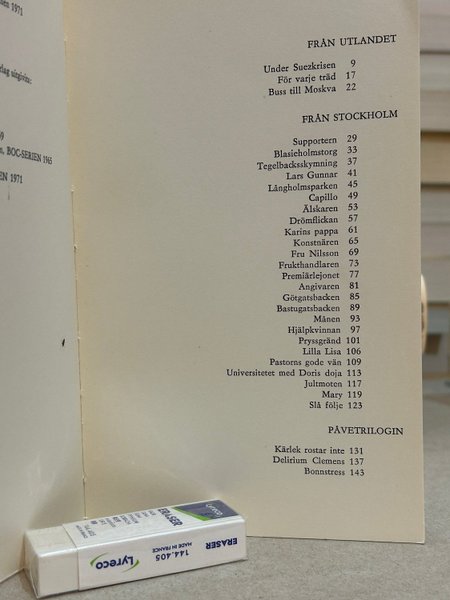 1971
lag utgivits:
BOC-SERIEN 1965
EN 1971
FRÅN UTLANDET
Under Suezkrisen 9
För varje träd 17
Buss till Moskva 22
FRÅN STOCKHOLM
Supportern 29
Blasieholmstorg 33
Tegelbacksskymning 37
Lars Gunnar 41
Långholmsparken 45
Capillo 49
Älskaren 53
Drömflickan 57
Karins pappa 61
Konstnären 65
Fru Nilsson 69
Frukthandlaren 73
Premiärlejonet 77
Angivaren 81
Götgatsbacken 85
Bastugatsbacken 89
Månen 93
Hjälpkvinnan 97
Pryssgränd 101
Lilla Lisa 106
Pastorns gode vän 109
Universitetet med Doris doja 113
Jultmoten 117
Mary 119
Slå följe 123
PÅVETRILOGIN
Kärlek rostar inte 131
Delirium Clemens 137
Bonnstress 143
ERASER
Lyreco
144.405
MADE IN FRANCE
ERASER